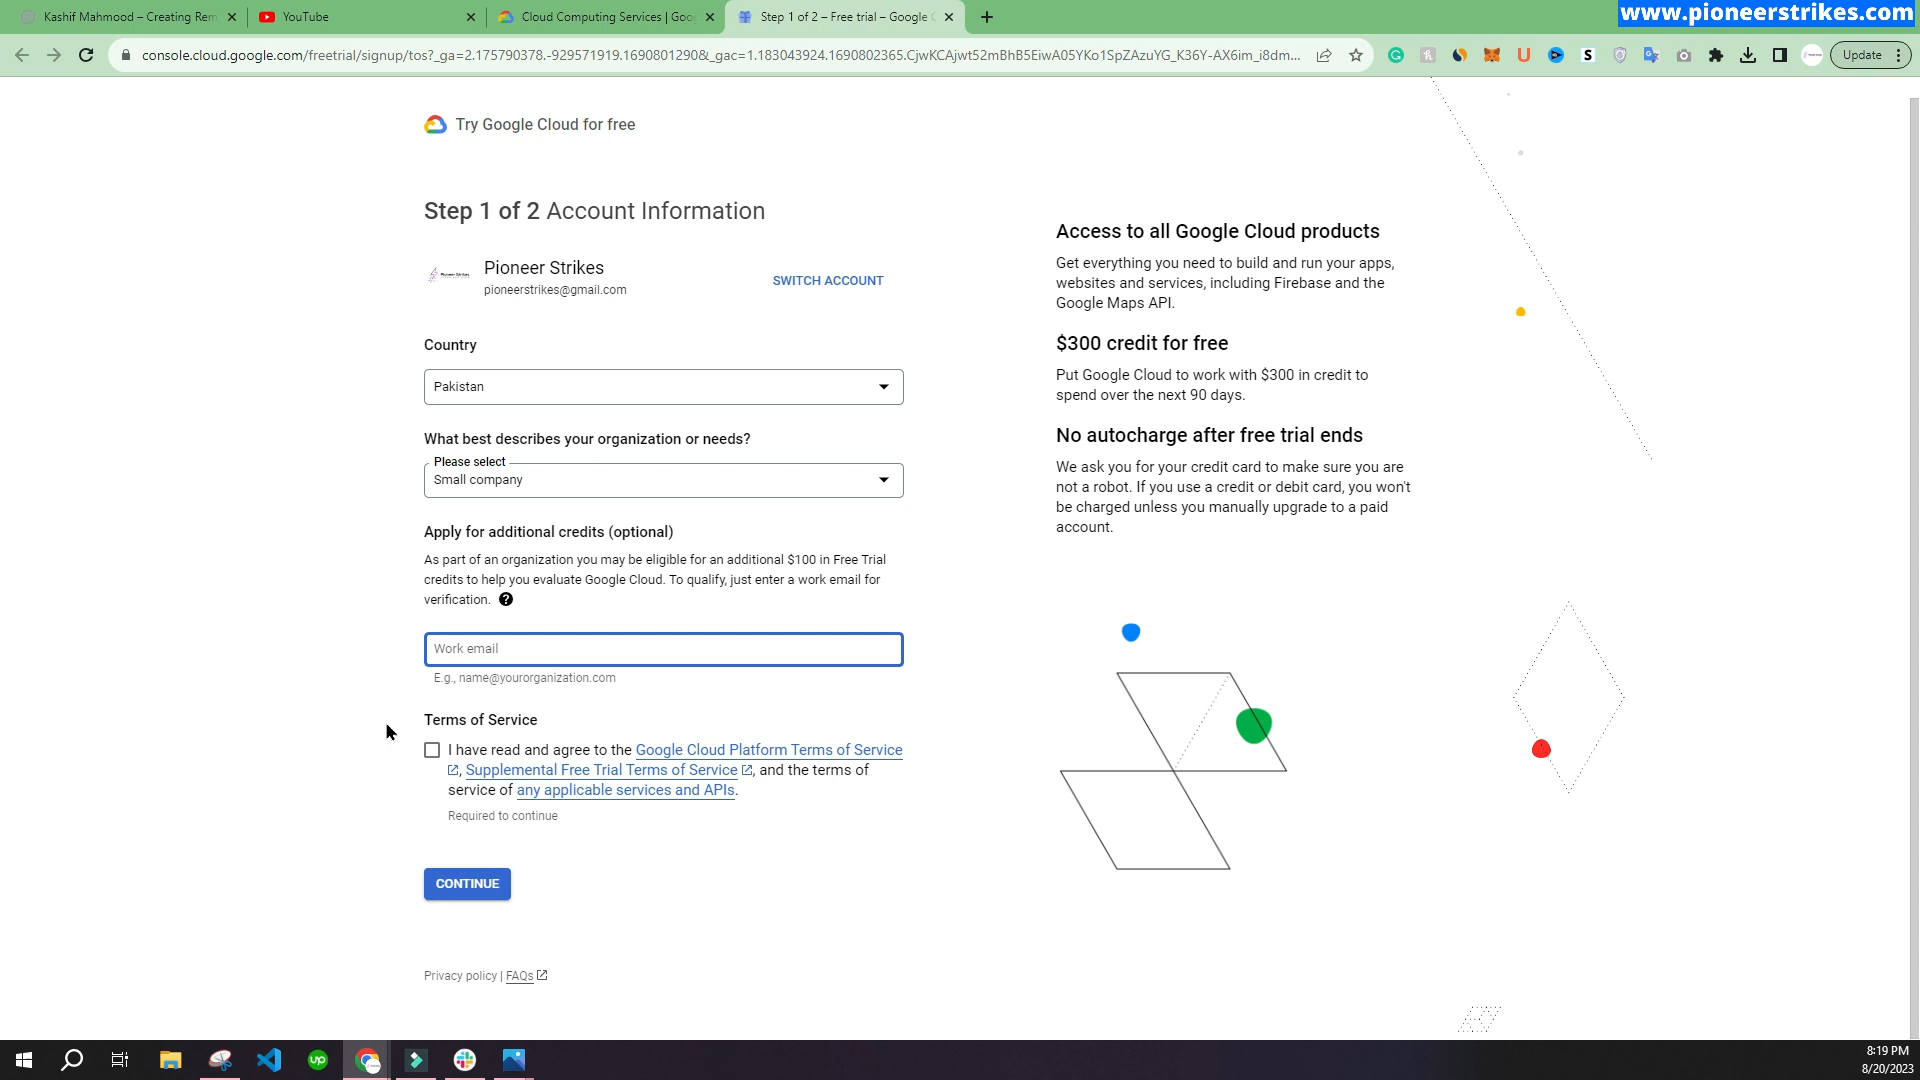 Kashif Mahmood – Creating Rem
YouTube
Cloud Computing Services | Goo
Step 1 of 2 – Free trial – Google C
www.pioneerstrikes.com
console.cloud.google.com/freetrial/signup/tos?_ga=2.175790378.-929571919.1690801290&_gac=1.183043924.1690802365.CjwKCAjwt52mBhB5EiwA05YKo1SpZAzuYG_K36Y-AX6im_i8dm...
Update
Try Google Cloud for free
Step 1 of 2 Account Information
Pioneer Strikes
pioneerstrikes@gmail.com
SWITCH ACCOUNT
Country
Pakistan
What best describes your organization or needs?
Please select
Small company
Apply for additional credits (optional)
As part of an organization you may be eligible for an additional $100 in Free Trial
credits to help you evaluate Google Cloud. To qualify, just enter a work email for
verification.
Work email
E.g., name@yourorganization.com
Terms of Service
I have read and agree to the Google Cloud Platform Terms of Service
, Supplemental Free Trial Terms of Service , and the terms of
service of any applicable services and APIs.
Required to continue
CONTINUE
Privacy policy | FAQs
Access to all Google Cloud products
Get everything you need to build and run your apps,
websites and services, including Firebase and the
Google Maps API.
$300 credit for free
Put Google Cloud to work with $300 in credit to
spend over the next 90 days.
No autocharge after free trial ends
We ask you for your credit card to make sure you are
not a robot. If you use a credit or debit card, you won't
be charged unless you manually upgrade to a paid
account.
8:19 PM
8/20/2023